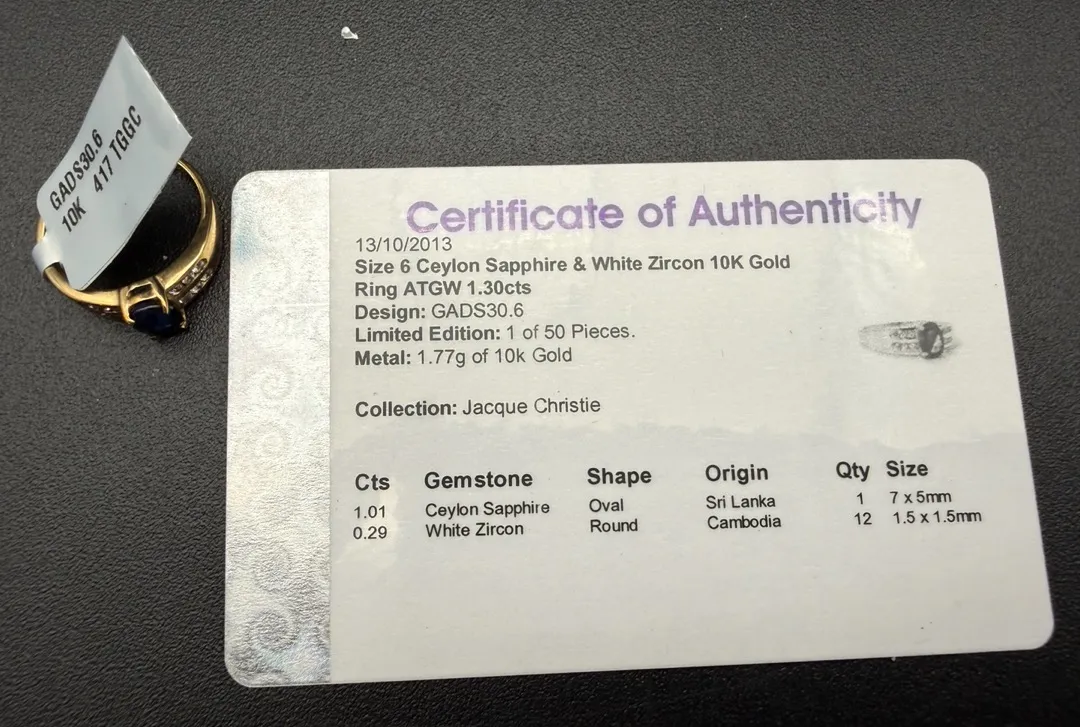 GADS30.6
10K 417 TGGC
Certificate of Authenticity
13/10/2013
Size 6 Ceylon Sapphire & White Zircon 10K Gold
Ring ATGW 1.30cts
Design: GADS30.6
Limited Edition: 1 of 50 Pieces.
Metal: 1.77g of 10k Gold
Collection: Jacque Christie
Cts Gemstone Shape Origin Qty Size
1.01 Ceylon Sapphire Oval Sri Lanka 1 7 x 5mm
0.29 White Zircon Round Cambodia 12 1.5 x 1.5mm